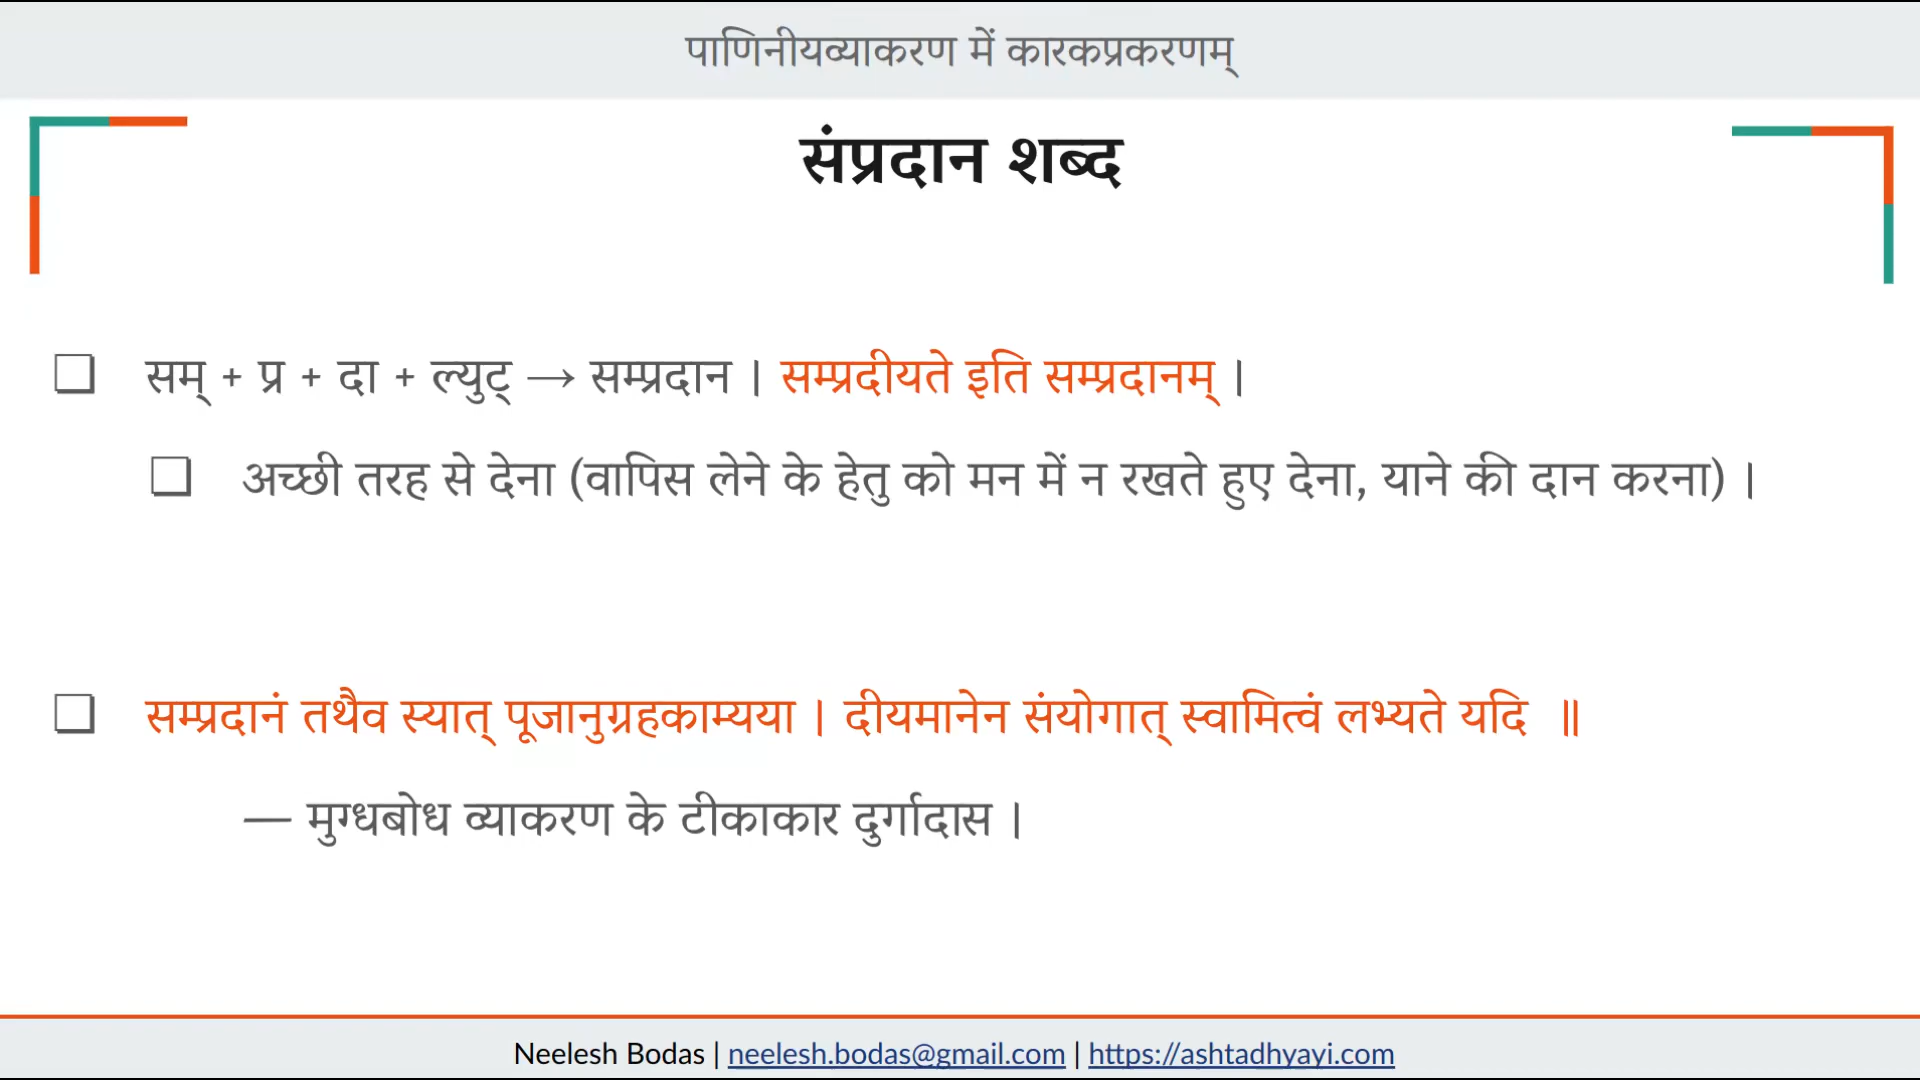 पाणिनीयव्याकरण में कारकप्रकरणम्
संप्रदान शब्द
❏ सम् + प्र + दा + ल्युट् → सम्प्रदान । सम्प्रदीयते इति सम्प्रदानम् ।
❏ अच्छी तरह से देना (वापिस लेने के हेतु को मन में न रखते हुए देना, याने की दान करना) ।
❏ सम्प्रदानं तथैव स्यात् पूजानुग्रहकाम्यया । दीयमानेन संयोगात् स्वामित्वं लभ्यते यदि ॥
— मुग्धबोध व्याकरण के टीकाकार दुर्गादास ।
Neelesh Bodas | neelesh.bodas@gmail.com | https://ashtadhyayi.com